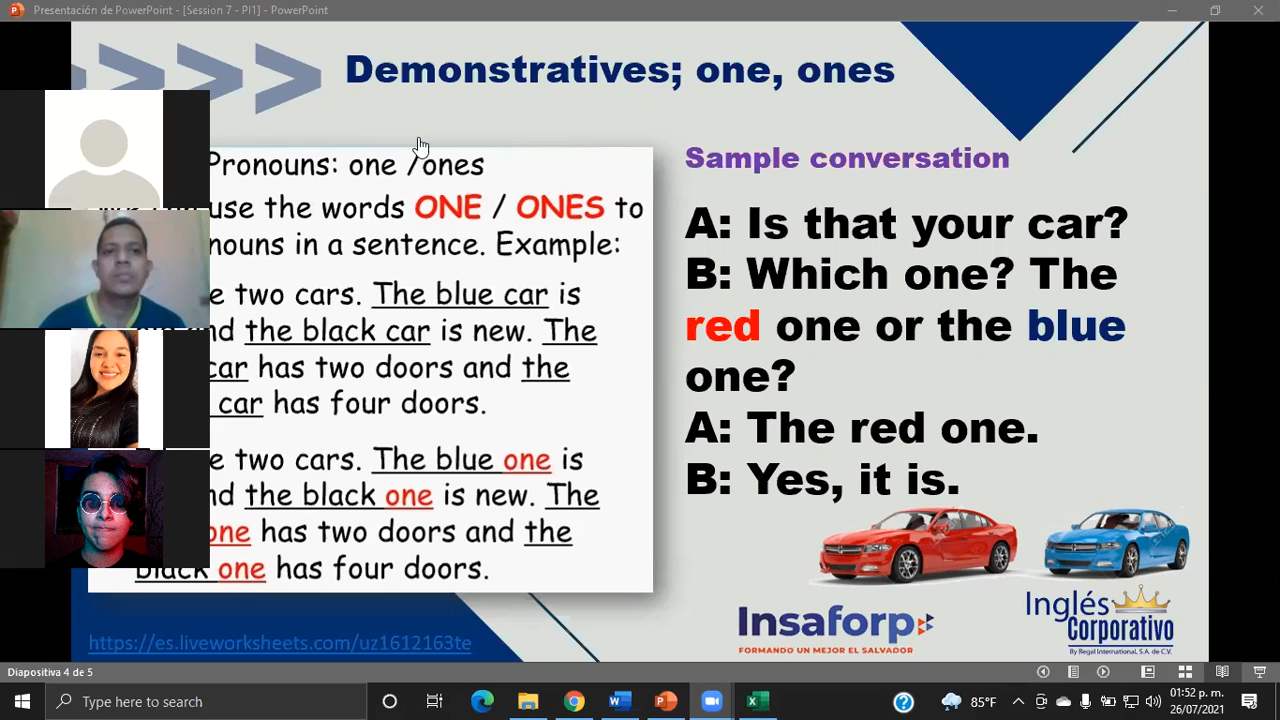 Presentación de PowerPoint - [Session 7 - PI1] - PowerPoint
Demonstratives; one, ones
Pronouns: one /ones
use the words ONE / ONES to
nouns in a sentence. Example:
two cars. The blue car is
the black car is new. The
car has two doors and the
car has four doors.
two cars. The blue one is
the black one is new. The
one has two doors and the
black one has four doors.
https://es.liveworksheets.com/uz1612163te
Sample conversation
A: Is that your car?
B: Which one? The
red one or the blue
one?
A: The red one.
B: Yes, it is.
Insaforp
FORMANDO UN MEJOR EL SALVADOR
Inglés
Corporativo
By Regal International, S.A. de C.V.
Diapositiva 4 de 5
Type here to search
85°F
01:52 p. m.
26/07/2021